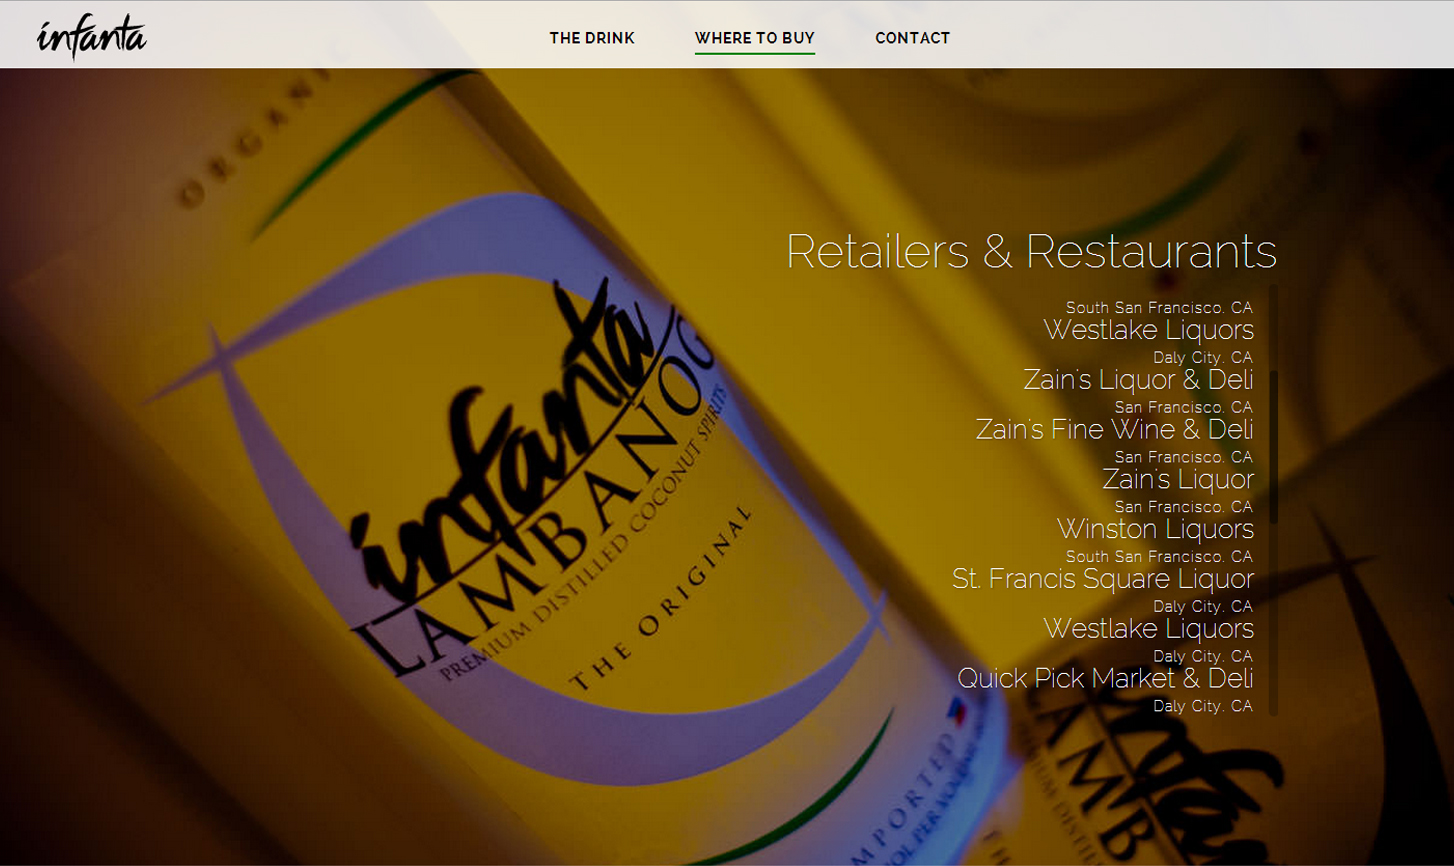 infanta
THE DRINK
WHERE TO BUY
CONTACT
ORGANIC
Retailers & Restaurants
South San Francisco, CA
Westlake Liquors
Daly City, CA
Zain's Liquor & Deli
San Francisco, CA
Zain's Fine Wine & Deli
San Francisco, CA
Zain's Liquor
San Francisco, CA
Winston Liquors
South San Francisco, CA
St. Francis Square Liquor
Daly City, CA
Westlake Liquors
Daly City, CA
Quick Pick Market & Deli
Daly City, CA
infanta
LAMBANOG
PREMIUM DISTILLED COCONUT SPIRITS
THE ORIGINAL
IMPORTED
infanta
LAMB